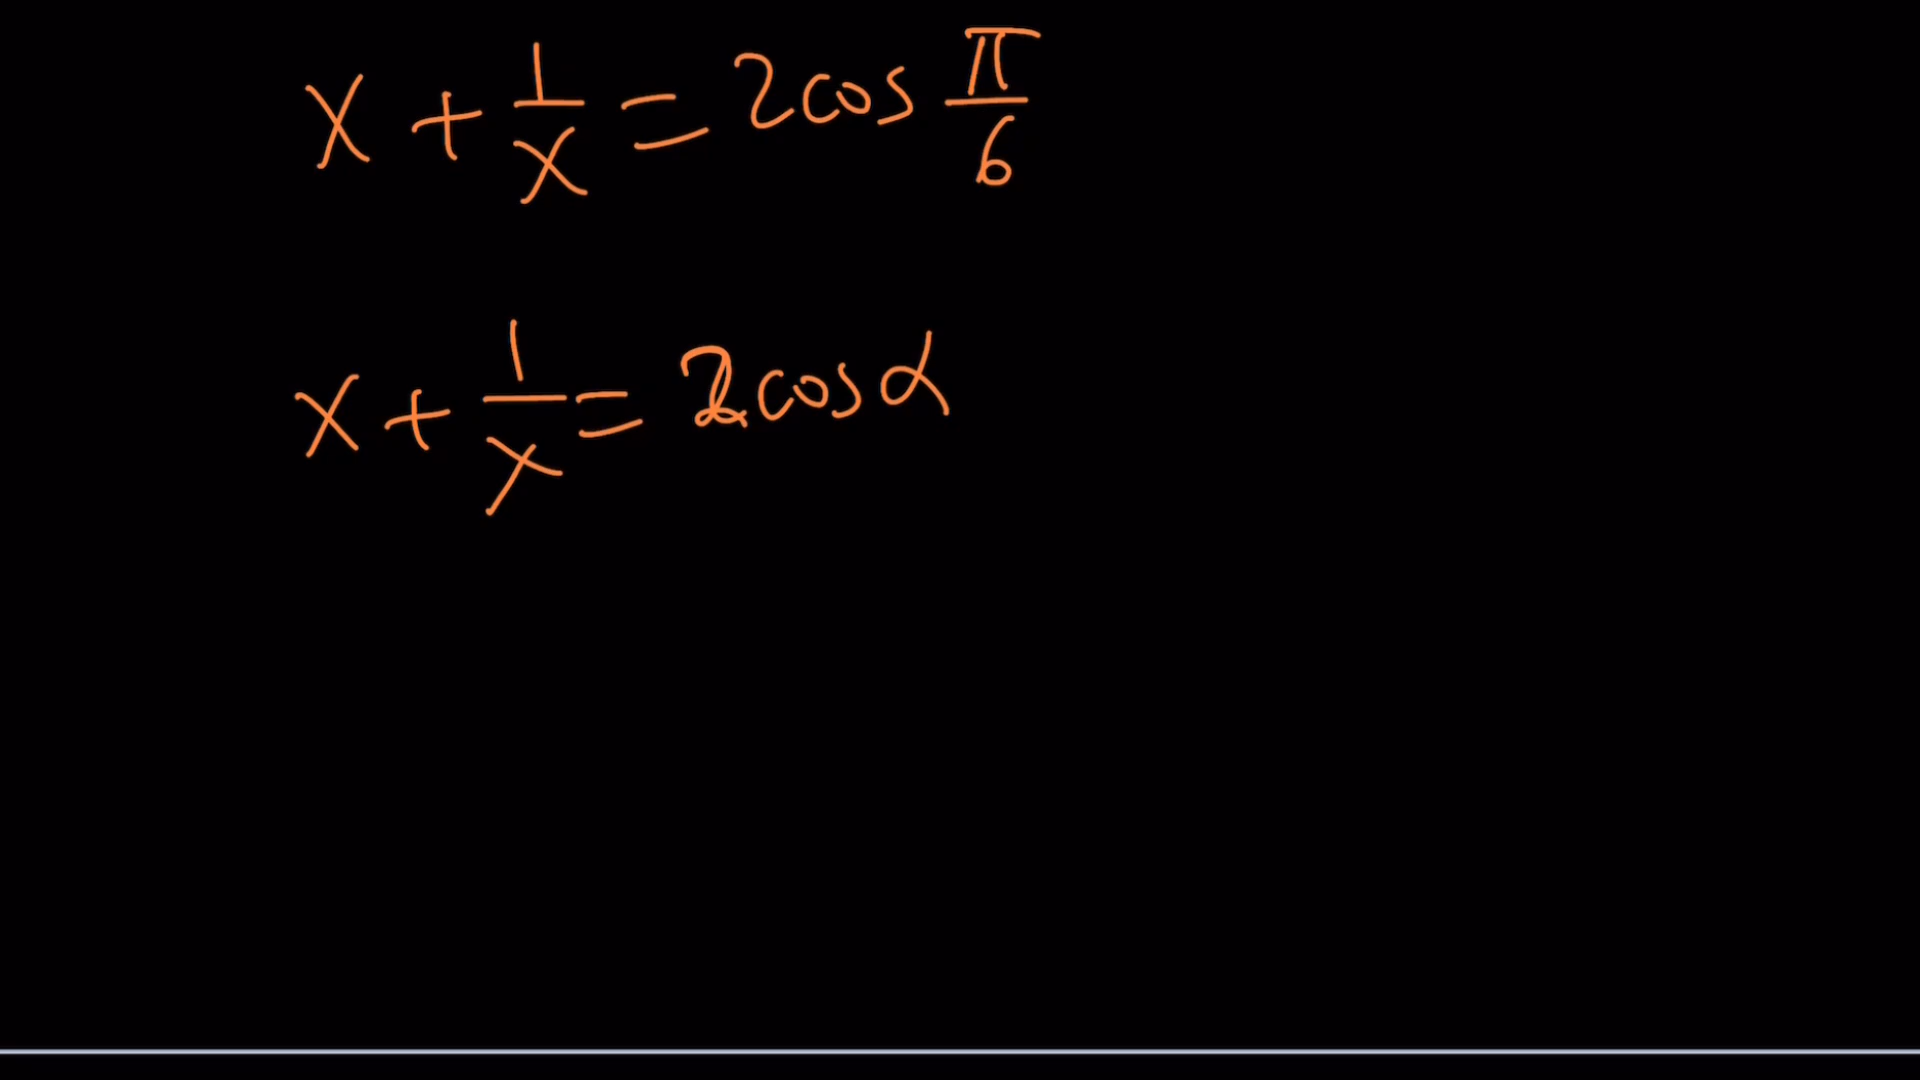 x + 1/x = 2cos π/6
x + 1/x = 2cos α